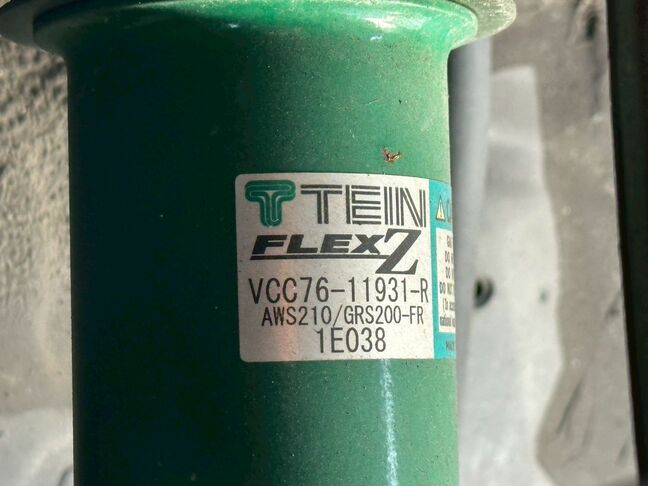 TEIN
FLEX Z
VCC76-11931-R
AWS210/GRS200-FR
1E038